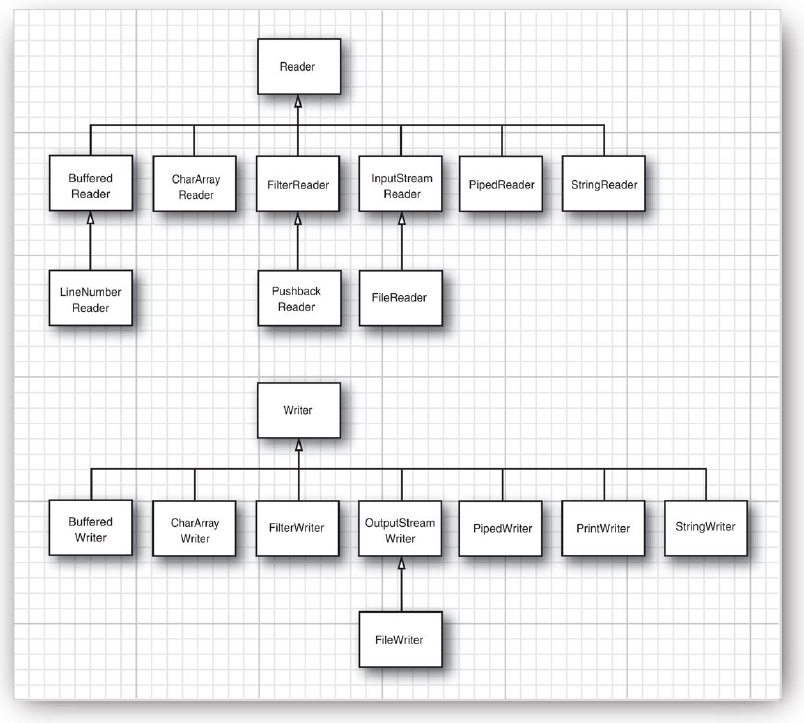 Reader
Buffered
Reader
CharArray
Reader
FilterReader
InputStream
Reader
PipedReader
StringReader
LineNumber
Reader
Pushback
Reader
FileReader
Writer
Buffered
Writer
CharArray
Writer
FilterWriter
OutputStream
Writer
PipedWriter
PrintWriter
StringWriter
FileWriter